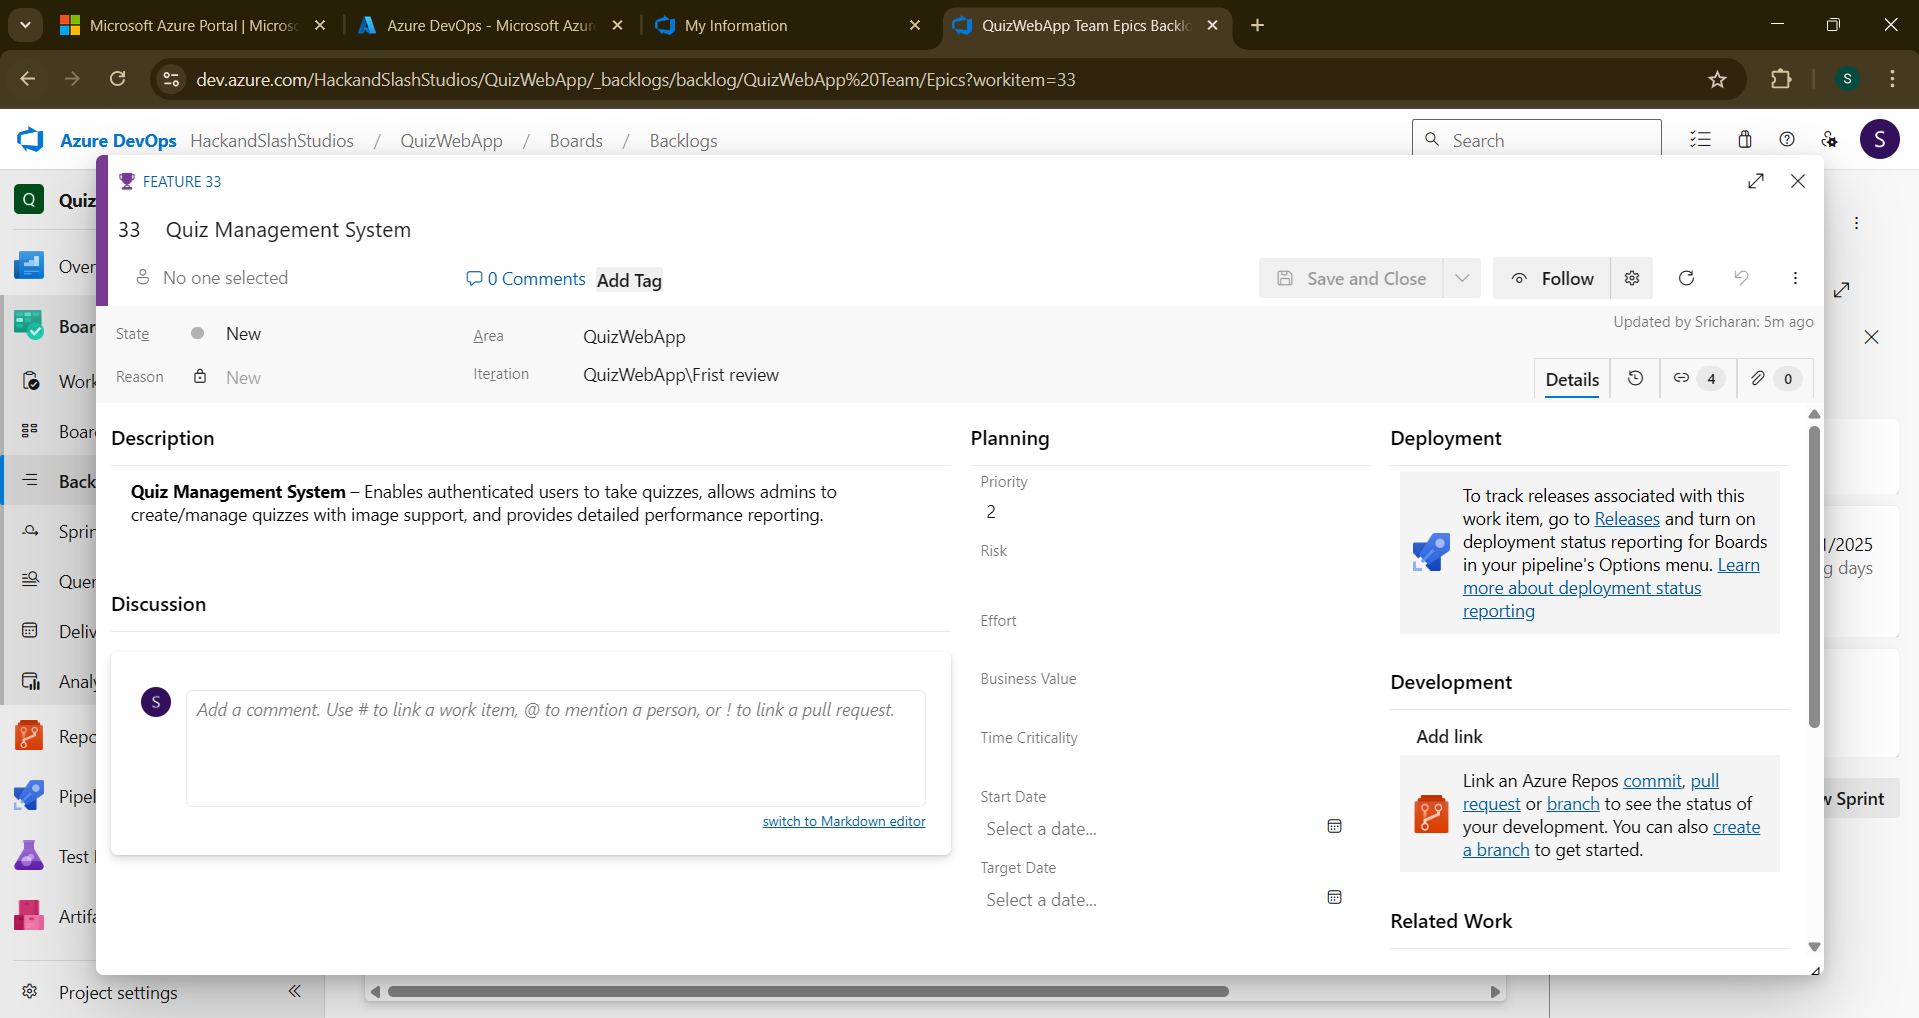 Microsoft Azure Portal | Micros
Azure DevOps - Microsoft Azur
My Information
QuizWebApp Team Epics Backlo
dev.azure.com/HackandSlashStudios/QuizWebApp/_backlogs/backlog/QuizWebApp%20Team/Epics?workitem=33
S
Azure DevOps HackandSlashStudios / QuizWebApp / Boards / Backlogs
Search
S
Q Quiz
Over
Boar
Work
Boar
Back
Sprin
Quer
Deliv
Analy
Repo
Pipel
Test
Artifa
Project settings
FEATURE 33
33 Quiz Management System
No one selected
0 Comments
Add Tag
Save and Close
Follow
State New
Area QuizWebApp
Updated by Sricharan: 5m ago
Reason New
Iteration QuizWebApp\Frist review
Details
4
0
Description
Quiz Management System – Enables authenticated users to take quizzes, allows admins to
create/manage quizzes with image support, and provides detailed performance reporting.
Discussion
S
Add a comment. Use # to link a work item, @ to mention a person, or ! to link a pull request.
switch to Markdown editor
Planning
Priority
2
Risk
Effort
Business Value
Time Criticality
Start Date
Select a date...
Target Date
Select a date...
Deployment
To track releases associated with this
work item, go to Releases and turn on
deployment status reporting for Boards
in your pipeline's Options menu. Learn
more about deployment status
reporting
Development
Add link
Link an Azure Repos commit, pull
request or branch to see the status of
your development. You can also create
a branch to get started.
Related Work
/2025
g days
w Sprint